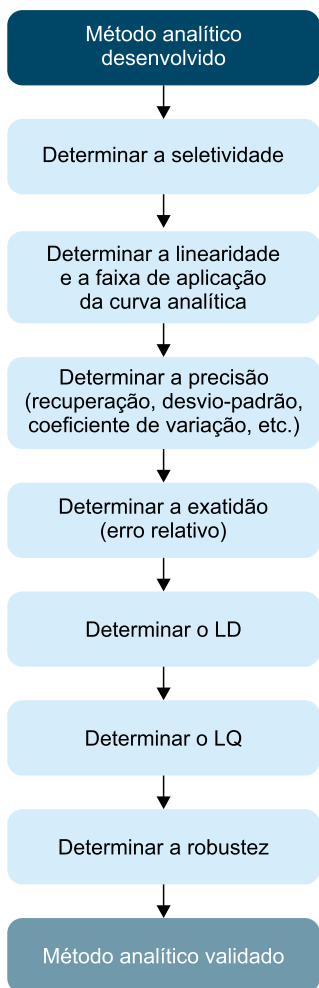 Método analítico
desenvolvido
Determinar a seletividade
Determinar a linearidade
e a faixa de aplicação
da curva analítica
Determinar a precisão
(recuperação, desvio-padrão,
coeficiente de variação, etc.)
Determinar a exatidão
(erro relativo)
Determinar o LD
Determinar o LQ
Determinar a robustez
Método analítico validado